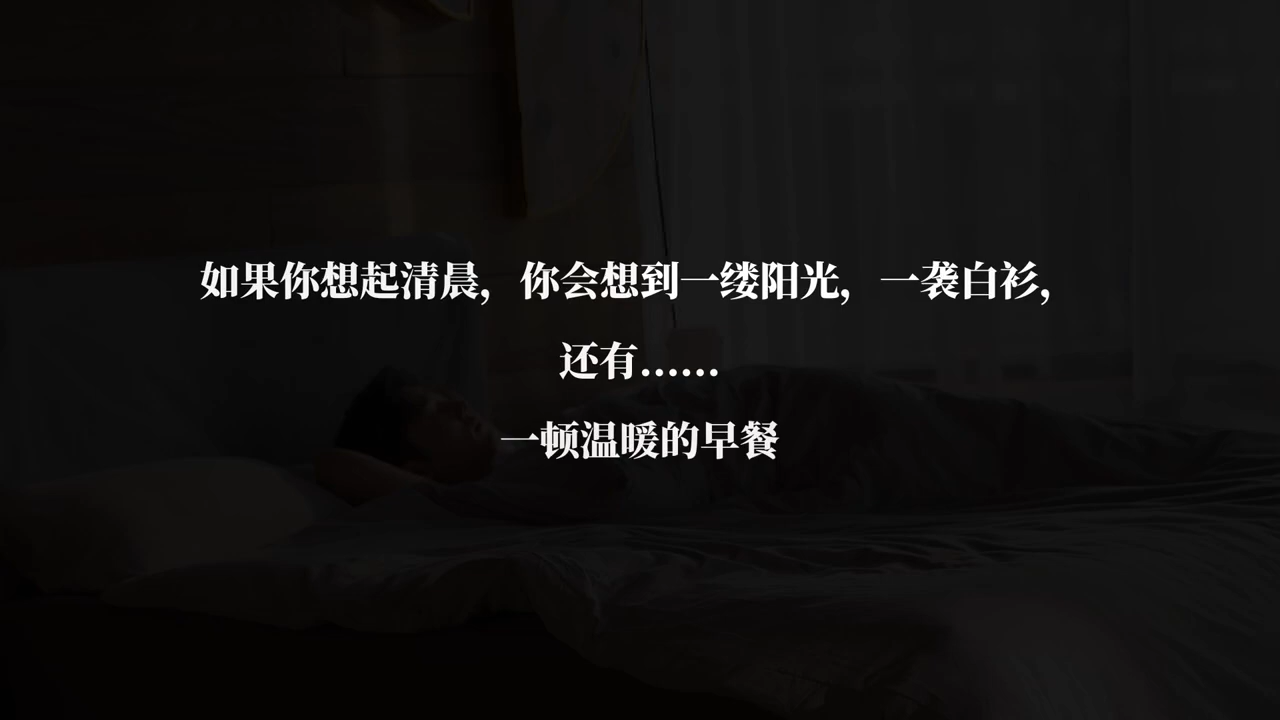 如果你想起清晨，你会想到一缕阳光，一袭白衫，
还有……
一顿温暖的早餐